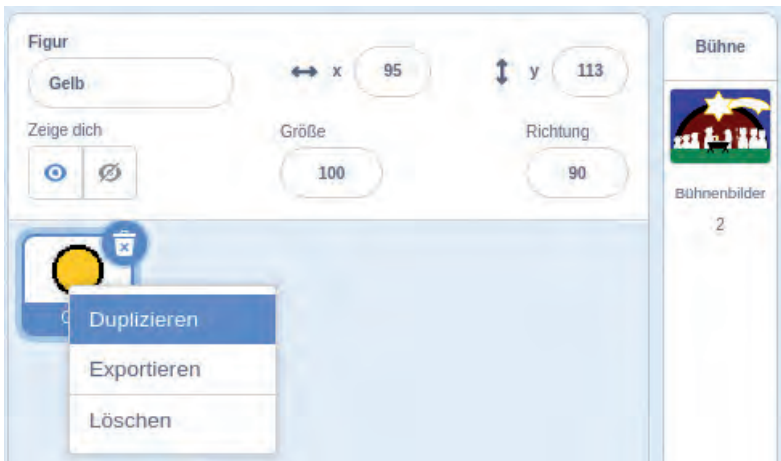 Figur
Gelb
x 95
y 113
Zeige dich
Größe
100
Richtung
90
Duplizieren
Exportieren
Löschen
Bühne
Bühnenbilder
2